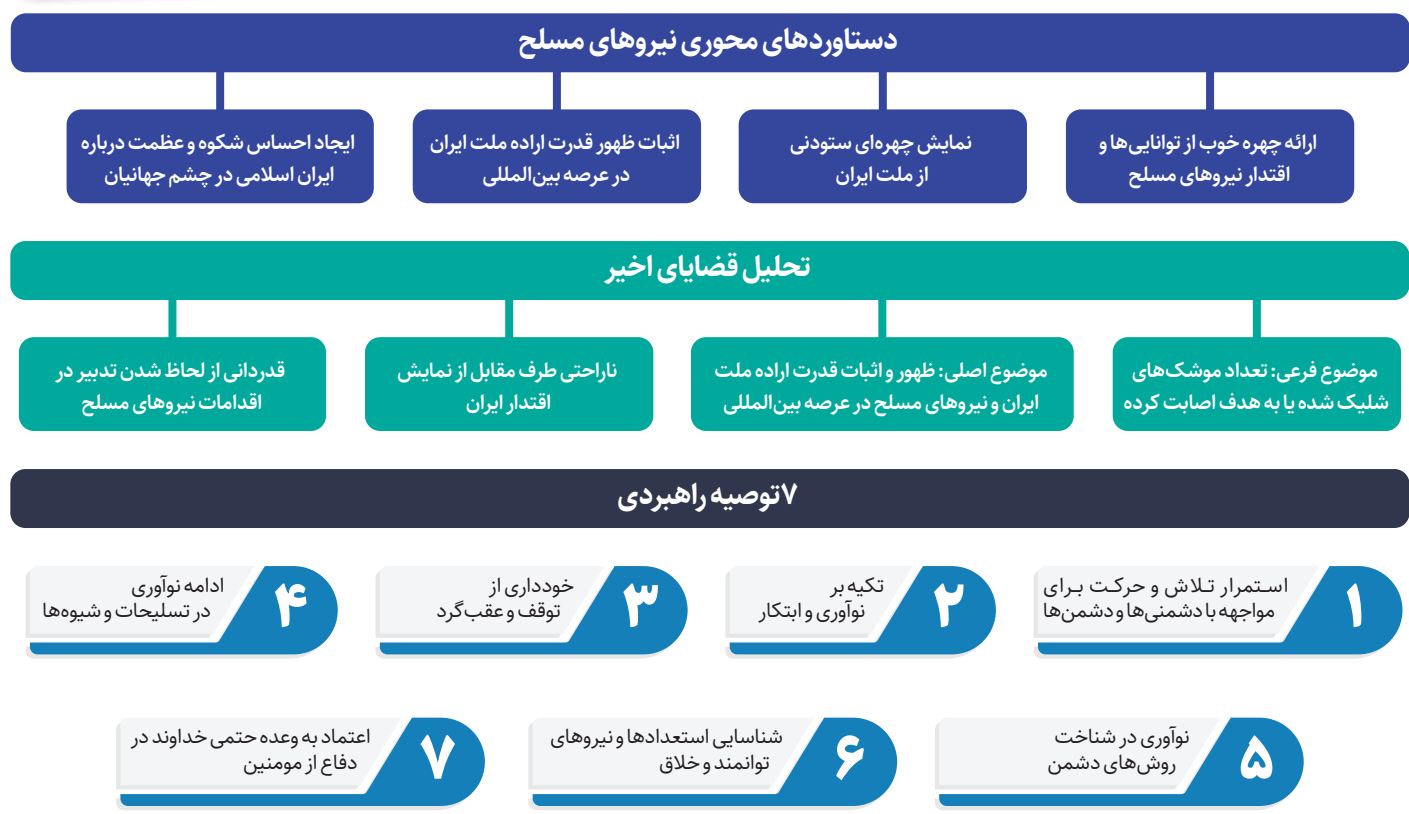 دستاوردهای محوری نیروهای مسلح
ارائه چهره خوب از توانایی‌ها و
اقتدار نیروهای مسلح
نمایش چهره‌ای ستودنی
از ملت ایران
اثبات ظهور قدرت اراده ملت ایران
در عرصه بین‌المللی
ایجاد احساس شکوه و عظمت درباره
ایران اسلامی در چشم جهانیان
تحلیل قضایای اخیر
موضوع فرعی: تعداد موشک‌های
شلیک شده یا به هدف اصابت کرده
موضوع اصلی: ظهور و اثبات قدرت اراده ملت
ایران و نیروهای مسلح در عرصه بین‌المللی
ناراحتی طرف مقابل از نمایش
اقتدار ایران
قدردانی از لحاظ شدن تدبیر در
اقدامات نیروهای مسلح
۷توصیه راهبردی
۱
استمرار تلاش و حرکت برای
مواجهه با دشمنی‌ها و دشمن‌ها
۲
تکیه بر
نوآوری و ابتکار
۳
خودداری از
توقف و عقب‌گرد
۴
ادامه نوآوری
در تسلیحات و شیوه‌ها
۵
نوآوری در شناخت
روش‌های دشمن
۶
شناسایی استعدادها و نیروهای
توانمند و خلاق
۷
اعتماد به وعده حتمی خداوند در
دفاع از مومنین